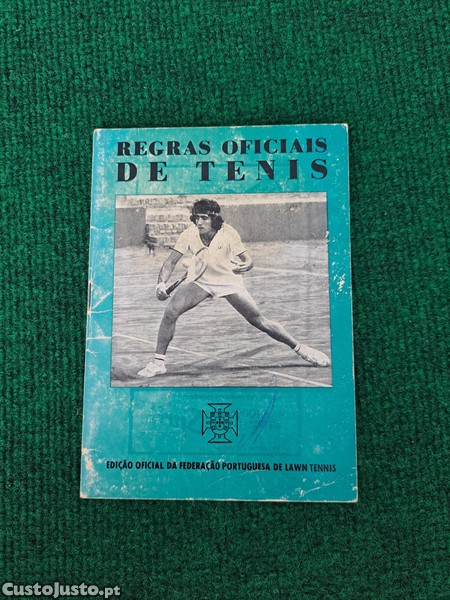 REGRAS OFICIAIS
DE TENIS
EDIÇÃO OFICIAL DA FEDERAÇÃO PORTUGUESA DE LAWN TENNIS
CustoJusto.pt